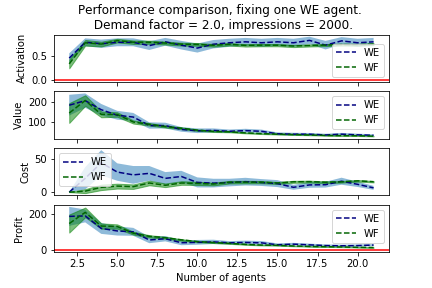 Performance comparison, fixing one WE agent.
Demand factor = 2.0, impressions = 2000.
Activation
0.5
0.0
WE
WF
Value
200
100
WE
WF
Cost
50
0
WE
WF
Profit
200
0
WE
WF
2.5 5.0 7.5 10.0 12.5 15.0 17.5 20.0
Number of agents